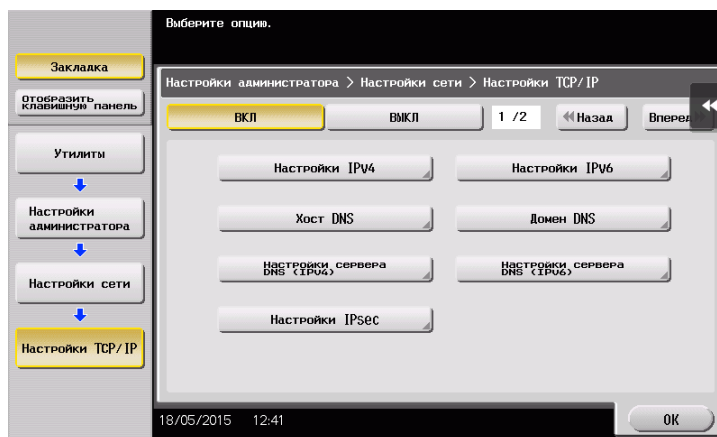 Выберите опцию.
Закладка
Отобразить
клавишную панель
Утилиты
Настройки
администратора
Настройки сети
Настройки TCP/IP
Настройки администратора > Настройки сети > Настройки TCP/IP
ВКЛ
ВЫКЛ
1 /2
Назад
Вперед
Настройки IPv4
Настройки IPv6
Хост DNS
Домен DNS
Настройки сервера
DNS (IPv4)
Настройки сервера
DNS (IPv6)
Настройки IPsec
18/05/2015 12:41
OK